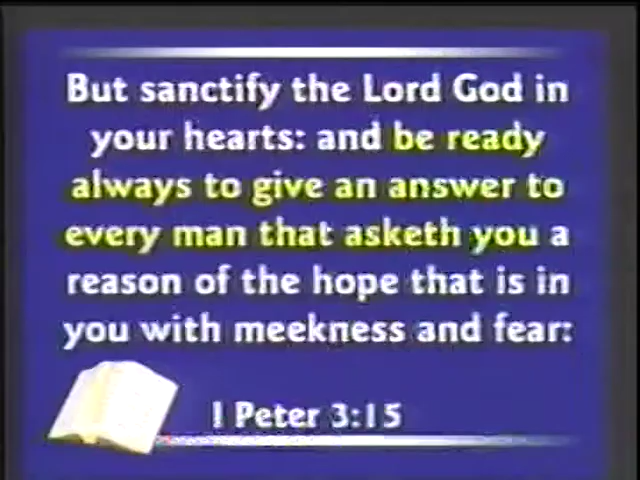 But sanctify the Lord God in
your hearts: and be ready
always to give an answer to
every man that asketh you a
reason of the hope that is in
you with meekness and fear:
I Peter 3:15